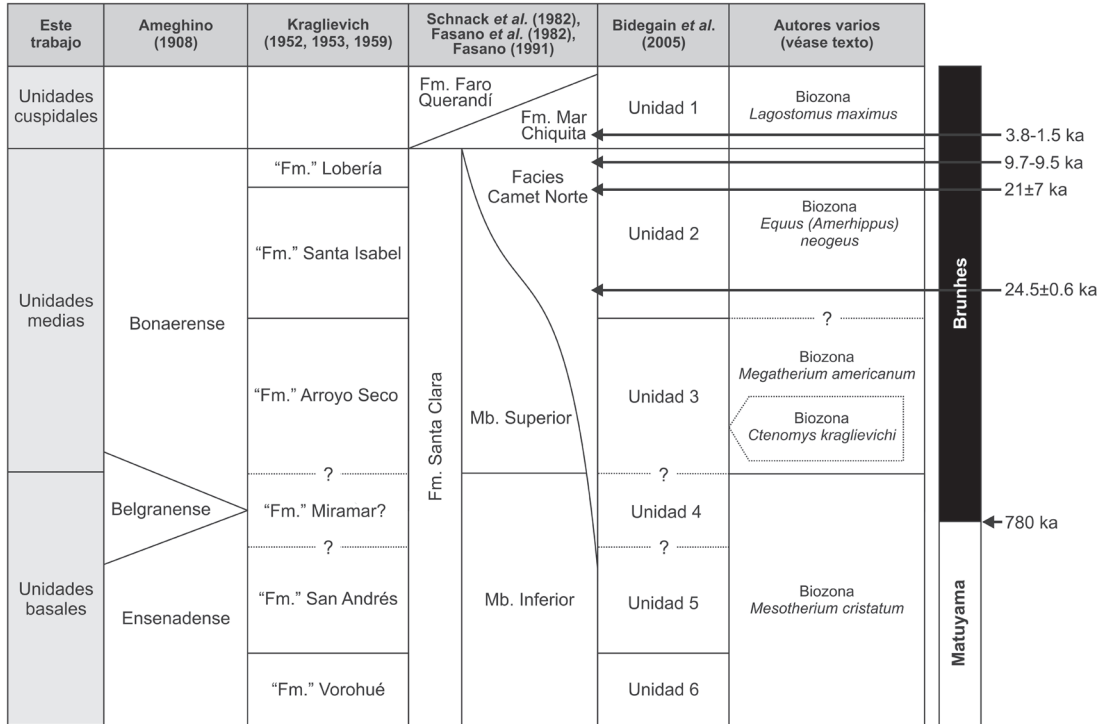 Este
trabajo
Ameghino
(1908)
Kraglievich
(1952, 1953, 1959)
Schnack et al. (1982),
Fasano et al. (1982),
Fasano (1991)
Bidegain et al.
(2005)
Autores varios
(véase texto)
Unidades
cuspidales
Fm. Faro
Querandí
Fm. Mar
Chiquita
Unidad 1
Biozona
Lagostomus maximus
3.8-1.5 ka
Unidades
medias
Bonaerense
“Fm.” Lobería
“Fm.” Santa Isabel
“Fm.” Arroyo Seco
Fm. Santa Clara
Facies
Camet Norte
Mb. Superior
Unidad 2
Unidad 3
9.7-9.5 ka
21±7 ka
Biozona
Equus (Amerhippus)
neogeus
24.5±0.6 ka
?
Biozona
Megatherium americanum
Biozona
Ctenomys kraglievichi
Brunhes
Unidades
basales
Belgranense
Ensenadense
?
“Fm.” Miramar?
?
“Fm.” San Andrés
“Fm.” Vorohué
Mb. Inferior
?
Unidad 4
?
Unidad 5
Unidad 6
Biozona
Mesotherium cristatum
780 ka
Matuyama